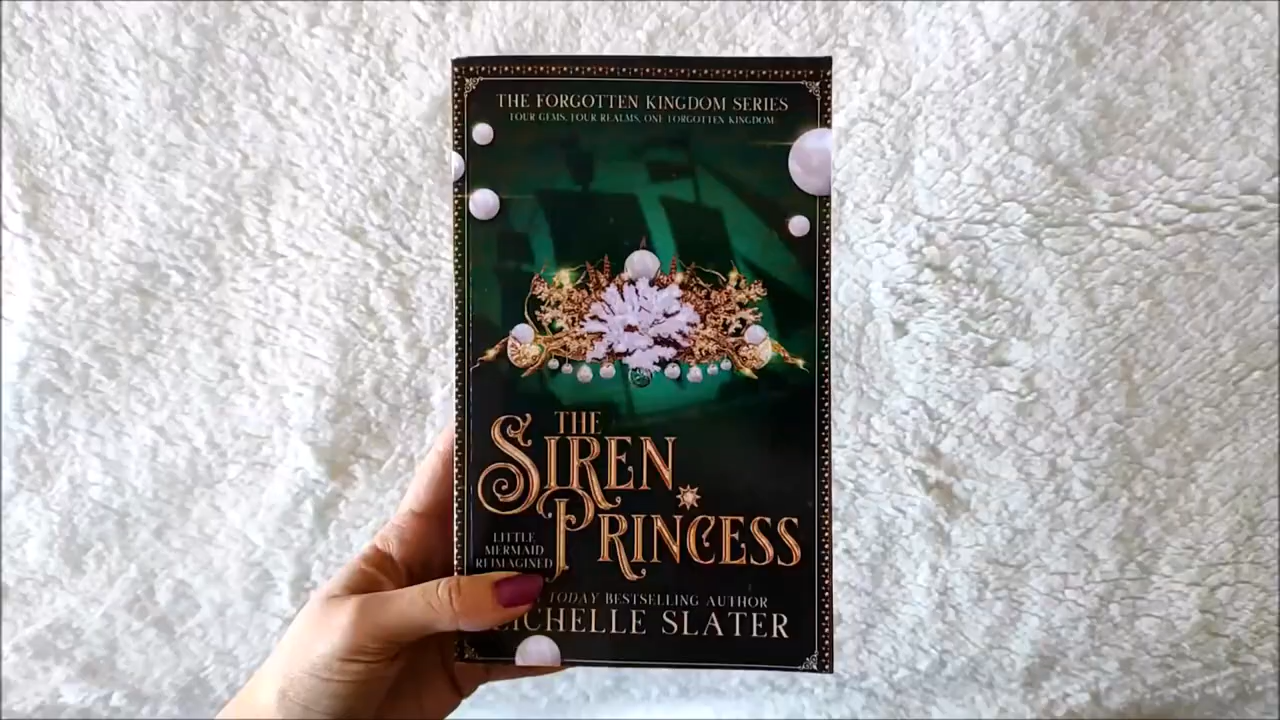 THE FORGOTTEN KINGDOM SERIES
FOUR GEMS, FOUR REALMS, ONE FORGOTTEN KINGDOM
THE
SIREN
PRINCESS
LITTLE
MERMAID
REIMAGINED
TODAY BESTSELLING AUTHOR
SLATER